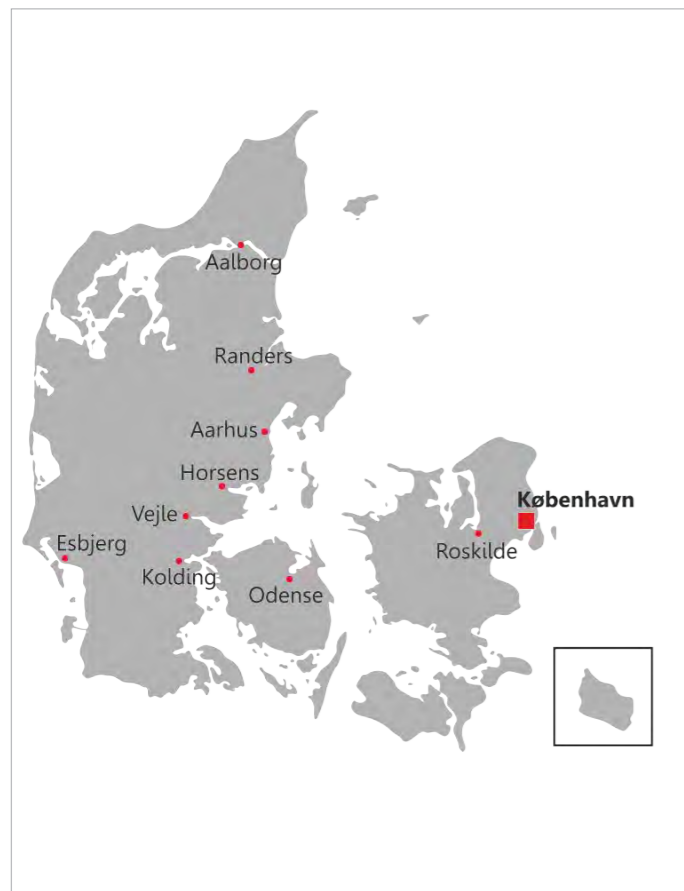 Aalborg
Randers
Aarhus
Horsens
København
Vejle
Esbjerg
Roskilde
Kolding
Odense